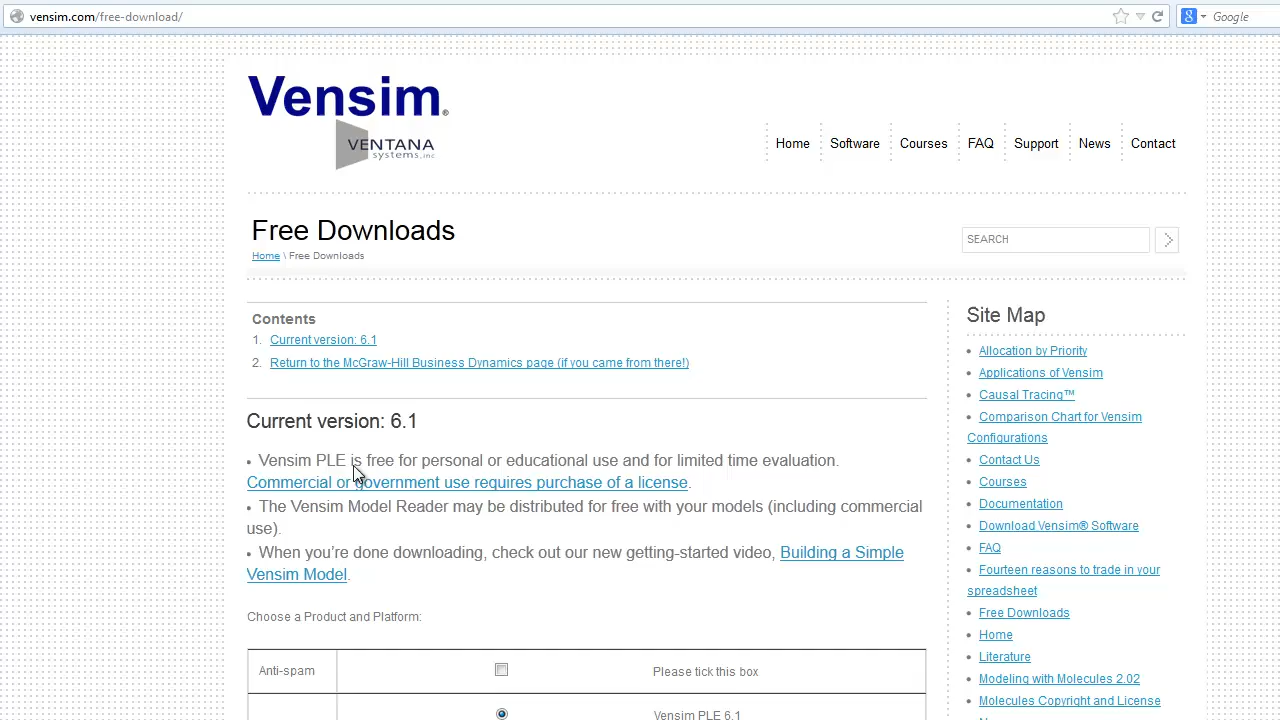 vensim.com/free-download/
Google
Vensim®
VENTANA
systems, inc
Home
Software
Courses
FAQ
Support
News
Contact
Free Downloads
Home \ Free Downloads
SEARCH
Contents
1. Current version: 6.1
2. Return to the McGraw-Hill Business Dynamics page (if you came from there!)
Current version: 6.1
• Vensim PLE is free for personal or educational use and for limited time evaluation.
Commercial or government use requires purchase of a license.
• The Vensim Model Reader may be distributed for free with your models (including commercial
use).
• When you're done downloading, check out our new getting-started video, Building a Simple
Vensim Model.
Choose a Product and Platform:
Anti-spam
Please tick this box
Vensim PLE 6.1
Site Map
• Allocation by Priority
• Applications of Vensim
• Causal Tracing™
• Comparison Chart for Vensim
Configurations
• Contact Us
• Courses
• Documentation
• Download Vensim® Software
• FAQ
• Fourteen reasons to trade in your
spreadsheet
• Free Downloads
• Home
• Literature
• Modeling with Molecules 2.02
• Molecules Copyright and License